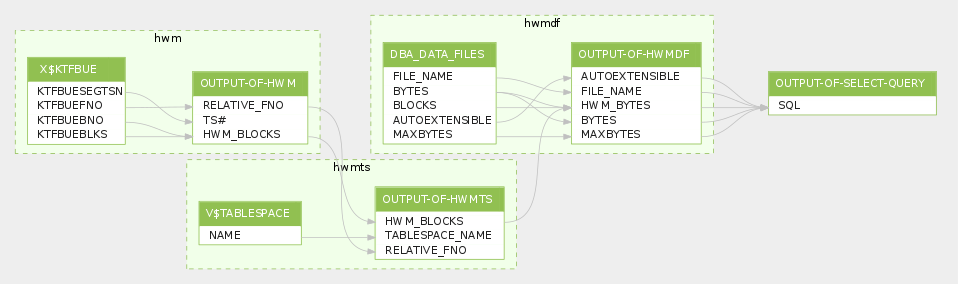 hwm
X$KTFBUE
KTFBUESEGTSN
KTFBUEFNO
KTFBUEBNO
KTFBUEBLKS
OUTPUT-OF-HWM
RELATIVE_FNO
TS#
HWM_BLOCKS
hwmdf
DBA_DATA_FILES
FILE_NAME
BYTES
BLOCKS
AUTOEXTENSIBLE
MAXBYTES
OUTPUT-OF-HWMDF
AUTOEXTENSIBLE
FILE_NAME
HWM_BYTES
BYTES
MAXBYTES
OUTPUT-OF-SELECT-QUERY
SQL
hwmts
V$TABLESPACE
NAME
OUTPUT-OF-HWMTS
HWM_BLOCKS
TABLESPACE_NAME
RELATIVE_FNO